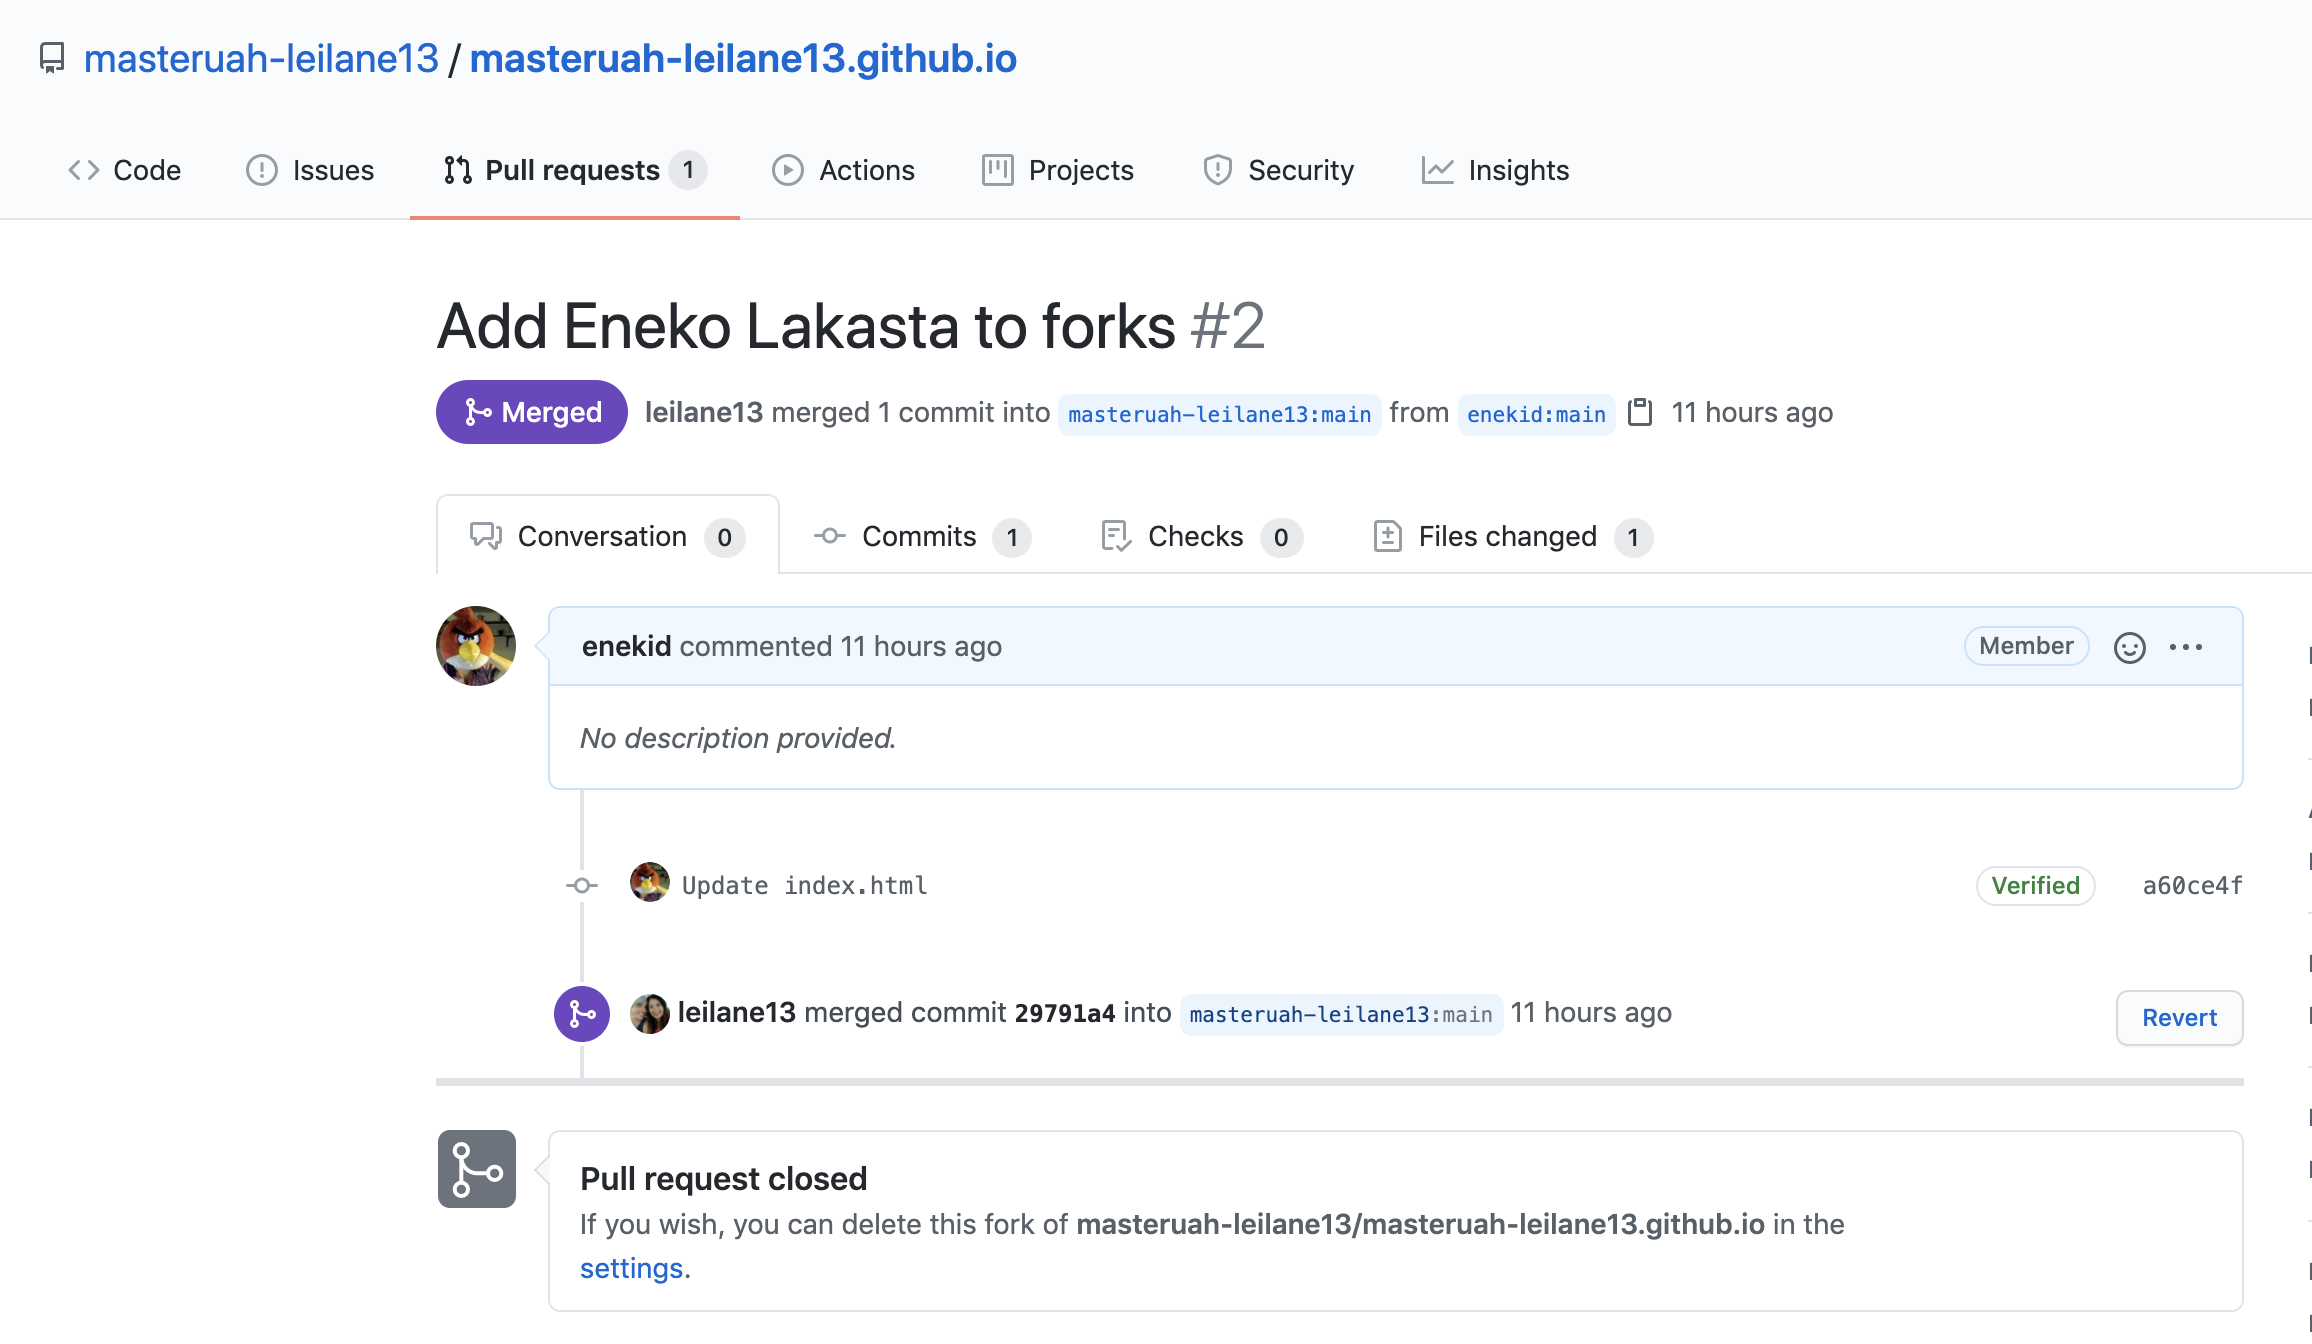 masteruah-leilane13 / masteruah-leilane13.github.io
Code Issues Pull requests 1 Actions Projects Security Insights
Add Eneko Lakasta to forks #2
Merged leilane13 merged 1 commit into masteruah-leilane13:main from enekid:main 11 hours ago
Conversation 0 Commits 1 Checks 0 Files changed 1
enekid commented 11 hours ago Member
No description provided.
Update index.html Verified a60ce4f
leilane13 merged commit 29791a4 into masteruah-leilane13:main 11 hours ago Revert
Pull request closed
If you wish, you can delete this fork of masteruah-leilane13/masteruah-leilane13.github.io in the
settings.